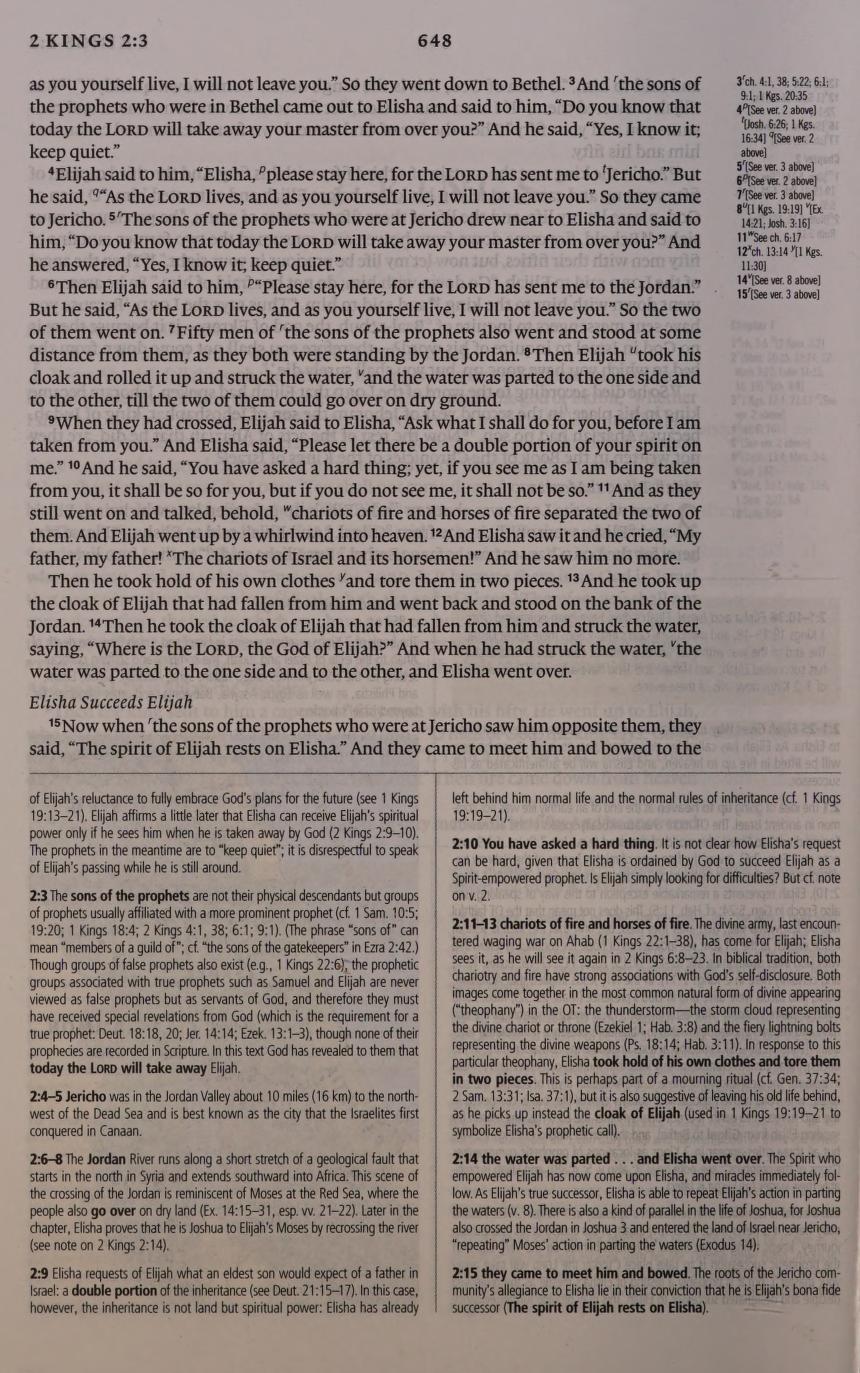 2 KINGS 2:3
648
as you yourself live, I will not leave you.” So they went down to Bethel. ³And ʳthe sons of
the prophets who were in Bethel came out to Elisha and said to him, “Do you know that
today the LORD will take away your master from over you?” And he said, “Yes, I know it;
keep quiet.”
⁴Elijah said to him, “Elisha, ᵖplease stay here, for the LORD has sent me to ᵗJericho.” But
he said, q“As the LORD lives, and as you yourself live, I will not leave you.” So they came
to Jericho. ⁵ʳThe sons of the prophets who were at Jericho drew near to Elisha and said to
him, “Do you know that today the LORD will take away your master from over you?” And
he answered, “Yes, I know it; keep quiet.”
⁶Then Elijah said to him, ᵖ“Please stay here, for the LORD has sent me to the Jordan.”
But he said, “As the LORD lives, and as you yourself live, I will not leave you.” So the two
of them went on. ⁷Fifty men of ʳthe sons of the prophets also went and stood at some
distance from them, as they both were standing by the Jordan. ⁸Then Elijah ᵘtook his
cloak and rolled it up and struck the water, ᵛand the water was parted to the one side and
to the other, till the two of them could go over on dry ground.
⁹When they had crossed, Elijah said to Elisha, “Ask what I shall do for you, before I am
taken from you.” And Elisha said, “Please let there be a double portion of your spirit on
me.” ¹⁰And he said, “You have asked a hard thing; yet, if you see me as I am being taken
from you, it shall be so for you, but if you do not see me, it shall not be so.” ¹¹And as they
still went on and talked, behold, ʷchariots of fire and horses of fire separated the two of
them. And Elijah went up by a whirlwind into heaven. ¹²And Elisha saw it and he cried, “My
father, my father! ˣThe chariots of Israel and its horsemen!” And he saw him no more.
Then he took hold of his own clothes ʸand tore them in two pieces. ¹³And he took up
the cloak of Elijah that had fallen from him and went back and stood on the bank of the
Jordan. ¹⁴Then he took the cloak of Elijah that had fallen from him and struck the water,
saying, “Where is the LORD, the God of Elijah?” And when he had struck the water, ᵛthe
water was parted to the one side and to the other, and Elisha went over.
Elisha Succeeds Elijah
¹⁵Now when ʳthe sons of the prophets who were at Jericho saw him opposite them, they
said, “The spirit of Elijah rests on Elisha.” And they came to meet him and bowed to the
3ʳch. 4:1, 38; 5:22; 6:1;
9:1; 1 Kgs. 20:35
4ᵖ[See ver. 2 above]
ᵗ[Josh. 6:26; 1 Kgs.
16:34] q[See ver. 2
above]
5ʳ[See ver. 3 above]
6ᵖ[See ver. 2 above]
7ʳ[See ver. 3 above]
8ᵘ[1 Kgs. 19:19] ᵛ[Ex.
14:21; Josh. 3:16]
11ʷSee ch. 6:17
12ˣch. 13:14 ʸ[1 Kgs.
11:30]
14ᵛ[See ver. 8 above]
15ʳ[See ver. 3 above]
of Elijah's reluctance to fully embrace God's plans for the future (see 1 Kings
19:13–21). Elijah affirms a little later that Elisha can receive Elijah's spiritual
power only if he sees him when he is taken away by God (2 Kings 2:9–10).
The prophets in the meantime are to “keep quiet”; it is disrespectful to speak
of Elijah's passing while he is still around.
2:3 The sons of the prophets are not their physical descendants but groups
of prophets usually affiliated with a more prominent prophet (cf. 1 Sam. 10:5;
19:20; 1 Kings 18:4; 2 Kings 4:1, 38; 6:1; 9:1). (The phrase “sons of” can
mean “members of a guild of”; cf. “the sons of the gatekeepers” in Ezra 2:42.)
Though groups of false prophets also exist (e.g., 1 Kings 22:6), the prophetic
groups associated with true prophets such as Samuel and Elijah are never
viewed as false prophets but as servants of God, and therefore they must
have received special revelations from God (which is the requirement for a
true prophet: Deut. 18:18, 20; Jer. 14:14; Ezek. 13:1–3), though none of their
prophecies are recorded in Scripture. In this text God has revealed to them that
today the LORD will take away Elijah.
2:4–5 Jericho was in the Jordan Valley about 10 miles (16 km) to the north-
west of the Dead Sea and is best known as the city that the Israelites first
conquered in Canaan.
2:6–8 The Jordan River runs along a short stretch of a geological fault that
starts in the north in Syria and extends southward into Africa. This scene of
the crossing of the Jordan is reminiscent of Moses at the Red Sea, where the
people also go over on dry land (Ex. 14:15–31, esp. vv. 21–22). Later in the
chapter, Elisha proves that he is Joshua to Elijah's Moses by recrossing the river
(see note on 2 Kings 2:14).
2:9 Elisha requests of Elijah what an eldest son would expect of a father in
Israel: a double portion of the inheritance (see Deut. 21:15–17). In this case,
however, the inheritance is not land but spiritual power: Elisha has already
left behind him normal life and the normal rules of inheritance (cf. 1 Kings
19:19–21).
2:10 You have asked a hard thing. It is not clear how Elisha's request
can be hard, given that Elisha is ordained by God to succeed Elijah as a
Spirit-empowered prophet. Is Elijah simply looking for difficulties? But cf. note
on v. 2.
2:11–13 chariots of fire and horses of fire. The divine army, last encoun-
tered waging war on Ahab (1 Kings 22:1–38), has come for Elijah; Elisha
sees it, as he will see it again in 2 Kings 6:8–23. In biblical tradition, both
chariotry and fire have strong associations with God's self-disclosure. Both
images come together in the most common natural form of divine appearing
(“theophany”) in the OT: the thunderstorm—the storm cloud representing
the divine chariot or throne (Ezekiel 1; Hab. 3:8) and the fiery lightning bolts
representing the divine weapons (Ps. 18:14; Hab. 3:11). In response to this
particular theophany, Elisha took hold of his own clothes and tore them
in two pieces. This is perhaps part of a mourning ritual (cf. Gen. 37:34;
2 Sam. 13:31; Isa. 37:1), but it is also suggestive of leaving his old life behind,
as he picks up instead the cloak of Elijah (used in 1 Kings 19:19–21 to
symbolize Elisha's prophetic call).
2:14 the water was parted . . . and Elisha went over. The Spirit who
empowered Elijah has now come upon Elisha, and miracles immediately fol-
low. As Elijah's true successor, Elisha is able to repeat Elijah's action in parting
the waters (v. 8). There is also a kind of parallel in the life of Joshua, for Joshua
also crossed the Jordan in Joshua 3 and entered the land of Israel near Jericho,
“repeating” Moses' action in parting the waters (Exodus 14).
2:15 they came to meet him and bowed. The roots of the Jericho com-
munity's allegiance to Elisha lie in their conviction that he is Elijah's bona fide
successor (The spirit of Elijah rests on Elisha).